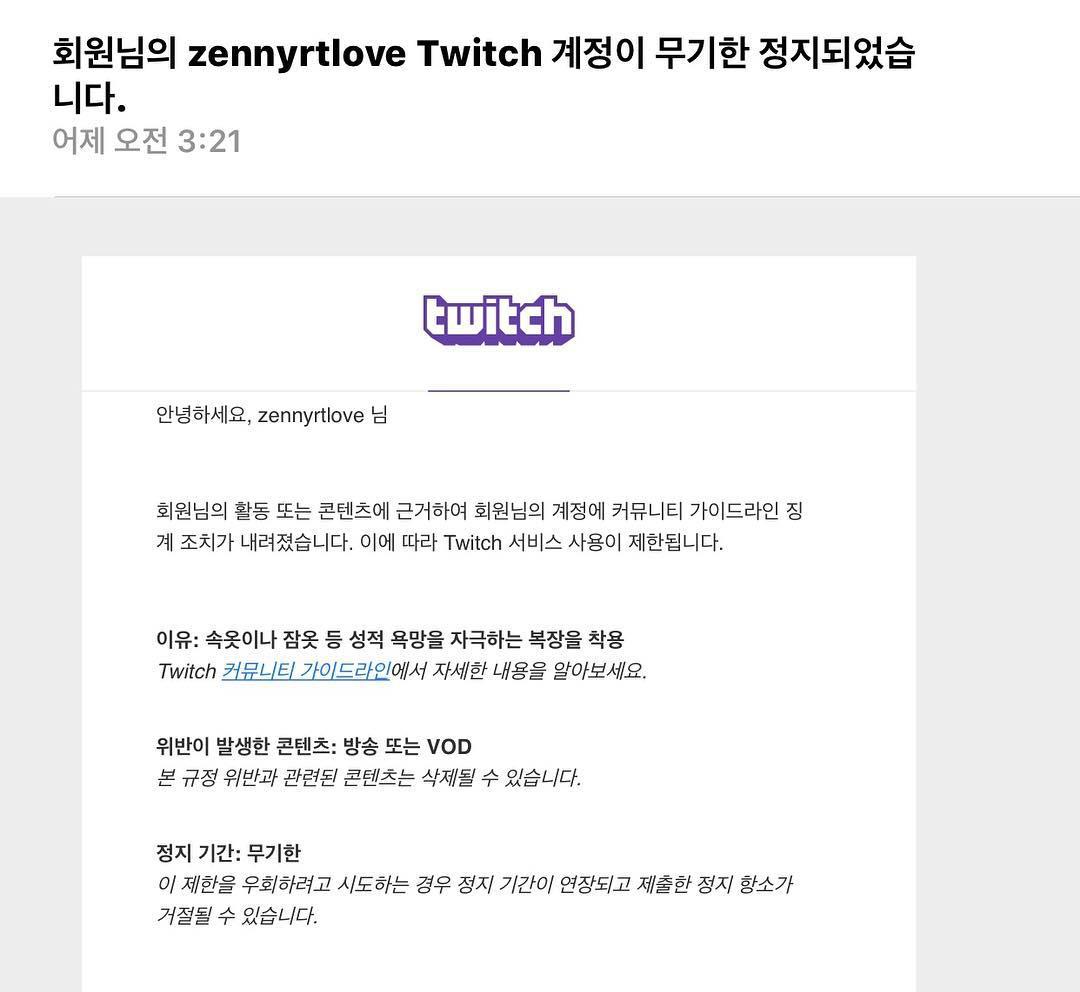 회원님의 zennyrtlove Twitch 계정이 무기한 정지되었습
니다.
어제 오전 3:21
twitch
안녕하세요, zennyrtlove 님
회원님의 활동 또는 콘텐츠에 근거하여 회원님의 계정에 커뮤니티 가이드라인 징
계 조치가 내려졌습니다. 이에 따라 Twitch 서비스 사용이 제한됩니다.
이유: 속옷이나 잠옷 등 성적 욕망을 자극하는 복장을 착용
Twitch 커뮤니티 가이드라인에서 자세한 내용을 알아보세요.
위반이 발생한 콘텐츠: 방송 또는 VOD
본 규정 위반과 관련된 콘텐츠는 삭제될 수 있습니다.
정지 기간: 무기한
이 제한을 우회하려고 시도하는 경우 정지 기간이 연장되고 제출한 정지 항소가
거절될 수 있습니다.